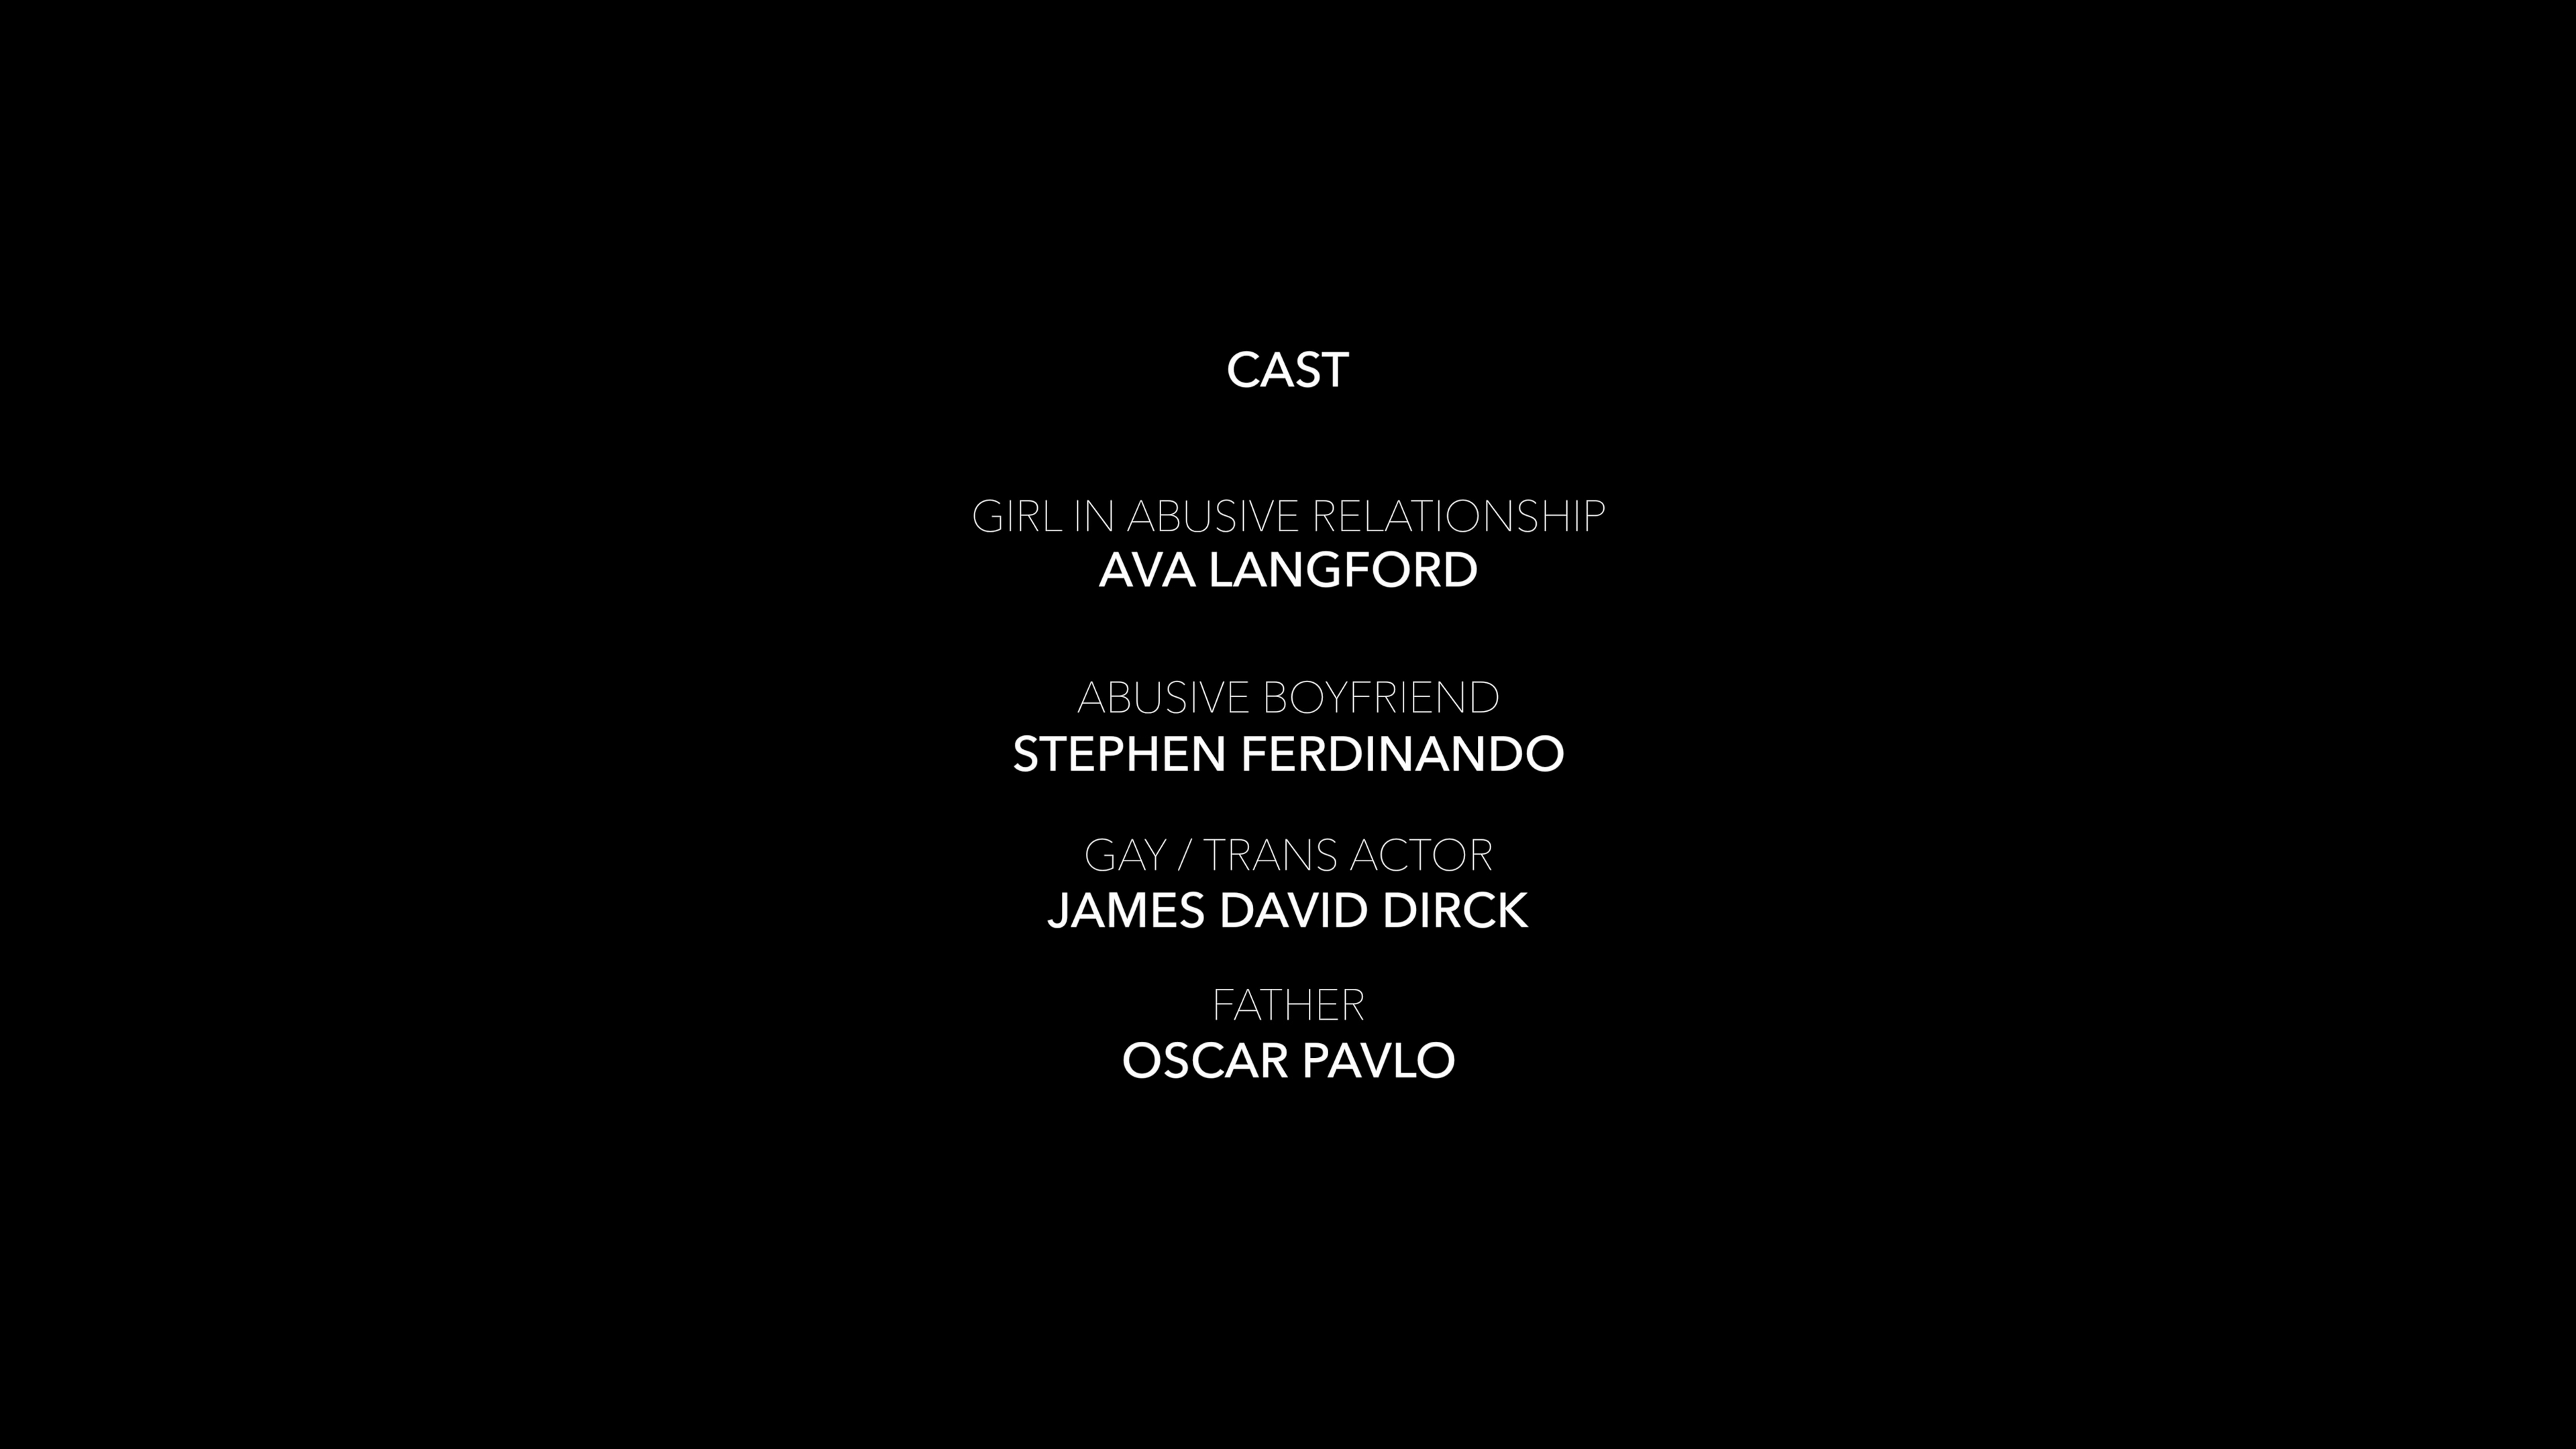 CAST
GIRL IN ABUSIVE RELATIONSHIP
AVA LANGFORD
ABUSIVE BOYFRIEND
STEPHEN FERDINANDO
GAY / TRANS ACTOR
JAMES DAVID DIRCK
FATHER
OSCAR PAVLO